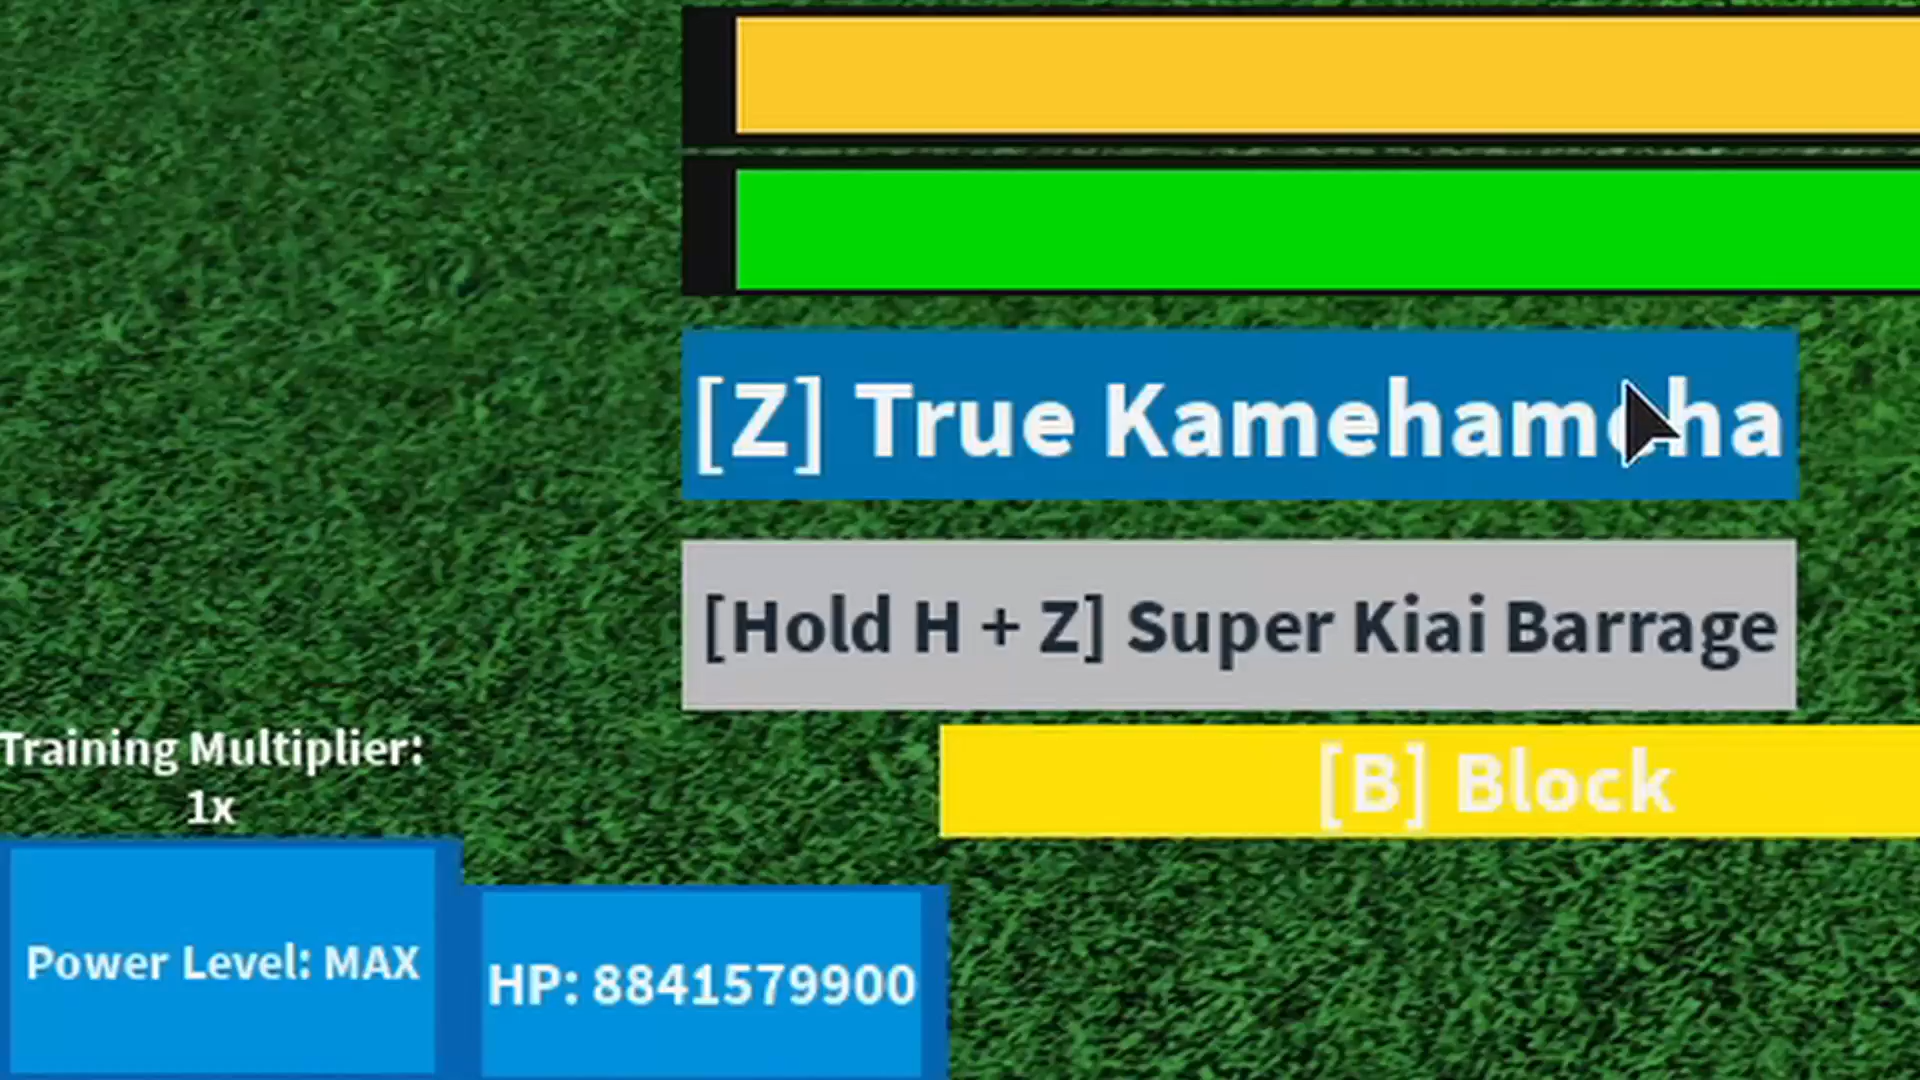 [Z] True Kamehameha
[Hold H + Z] Super Kiai Barrage
[B] Block
Training Multiplier:
1x
Power Level: MAX
HP: 8841579900